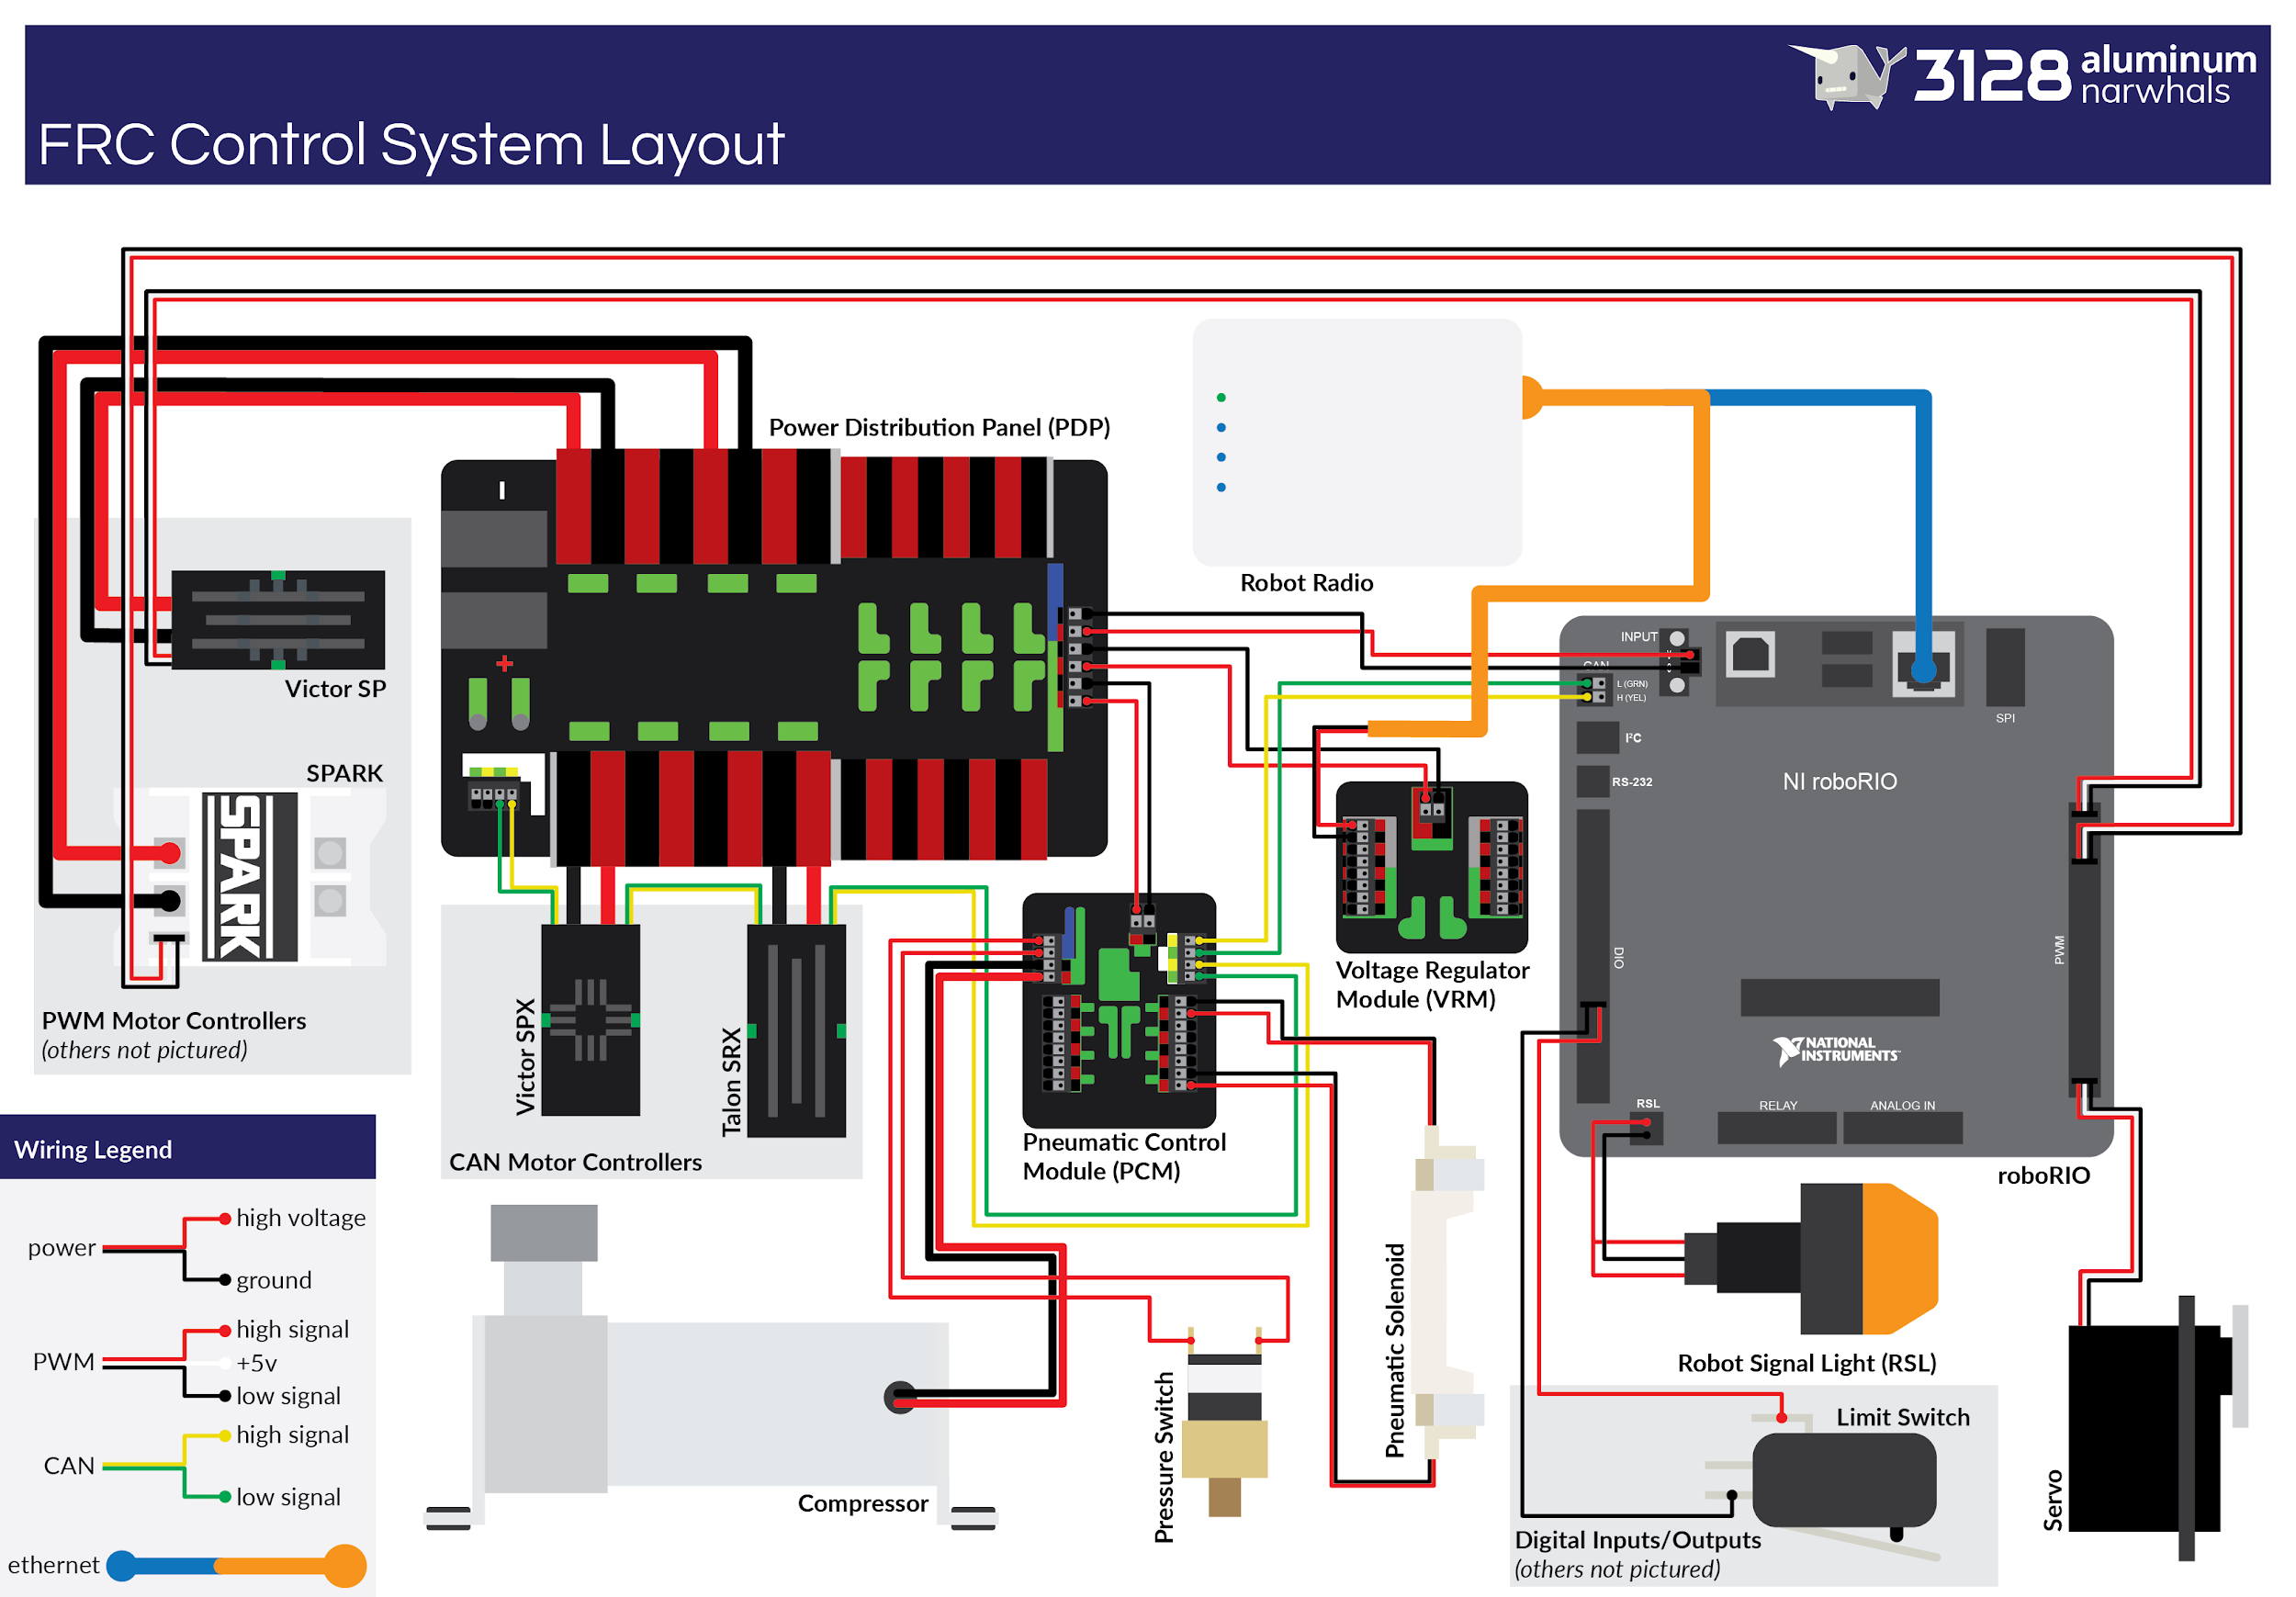 3128 aluminum
narwhals
FRC Control System Layout
Power Distribution Panel (PDP)
Robot Radio
Victor SP
SPARK
SPARK
PWM Motor Controllers
(others not pictured)
INPUT
CAN
L (GRN)
H (YEL)
SPI
I²C
RS-232
NI roboRIO
DIO
PWM
NATIONAL
INSTRUMENTS
RSL
RELAY
ANALOG IN
roboRIO
Voltage Regulator
Module (VRM)
Victor SPX
Talon SRX
CAN Motor Controllers
Pneumatic Control
Module (PCM)
Wiring Legend
power
high voltage
ground
PWM
high signal
+5v
low signal
CAN
high signal
low signal
ethernet
Compressor
Pressure Switch
Pneumatic Solenoid
Robot Signal Light (RSL)
Limit Switch
Digital Inputs/Outputs
(others not pictured)
Servo